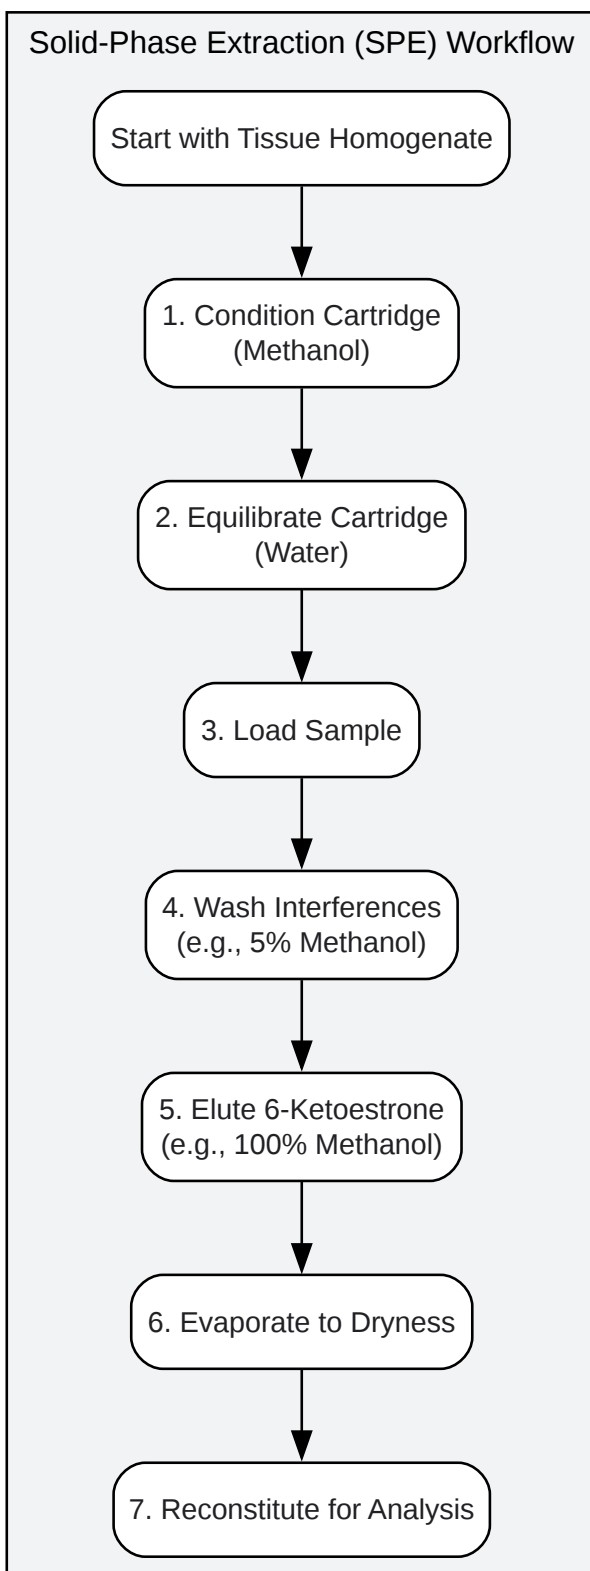 Solid-Phase Extraction (SPE) Workflow
Start with Tissue Homogenate
1. Condition Cartridge
(Methanol)
2. Equilibrate Cartridge
(Water)
3. Load Sample
4. Wash Interferences
(e.g., 5% Methanol)
5. Elute 6-Ketoestrone
(e.g., 100% Methanol)
6. Evaporate to Dryness
7. Reconstitute for Analysis